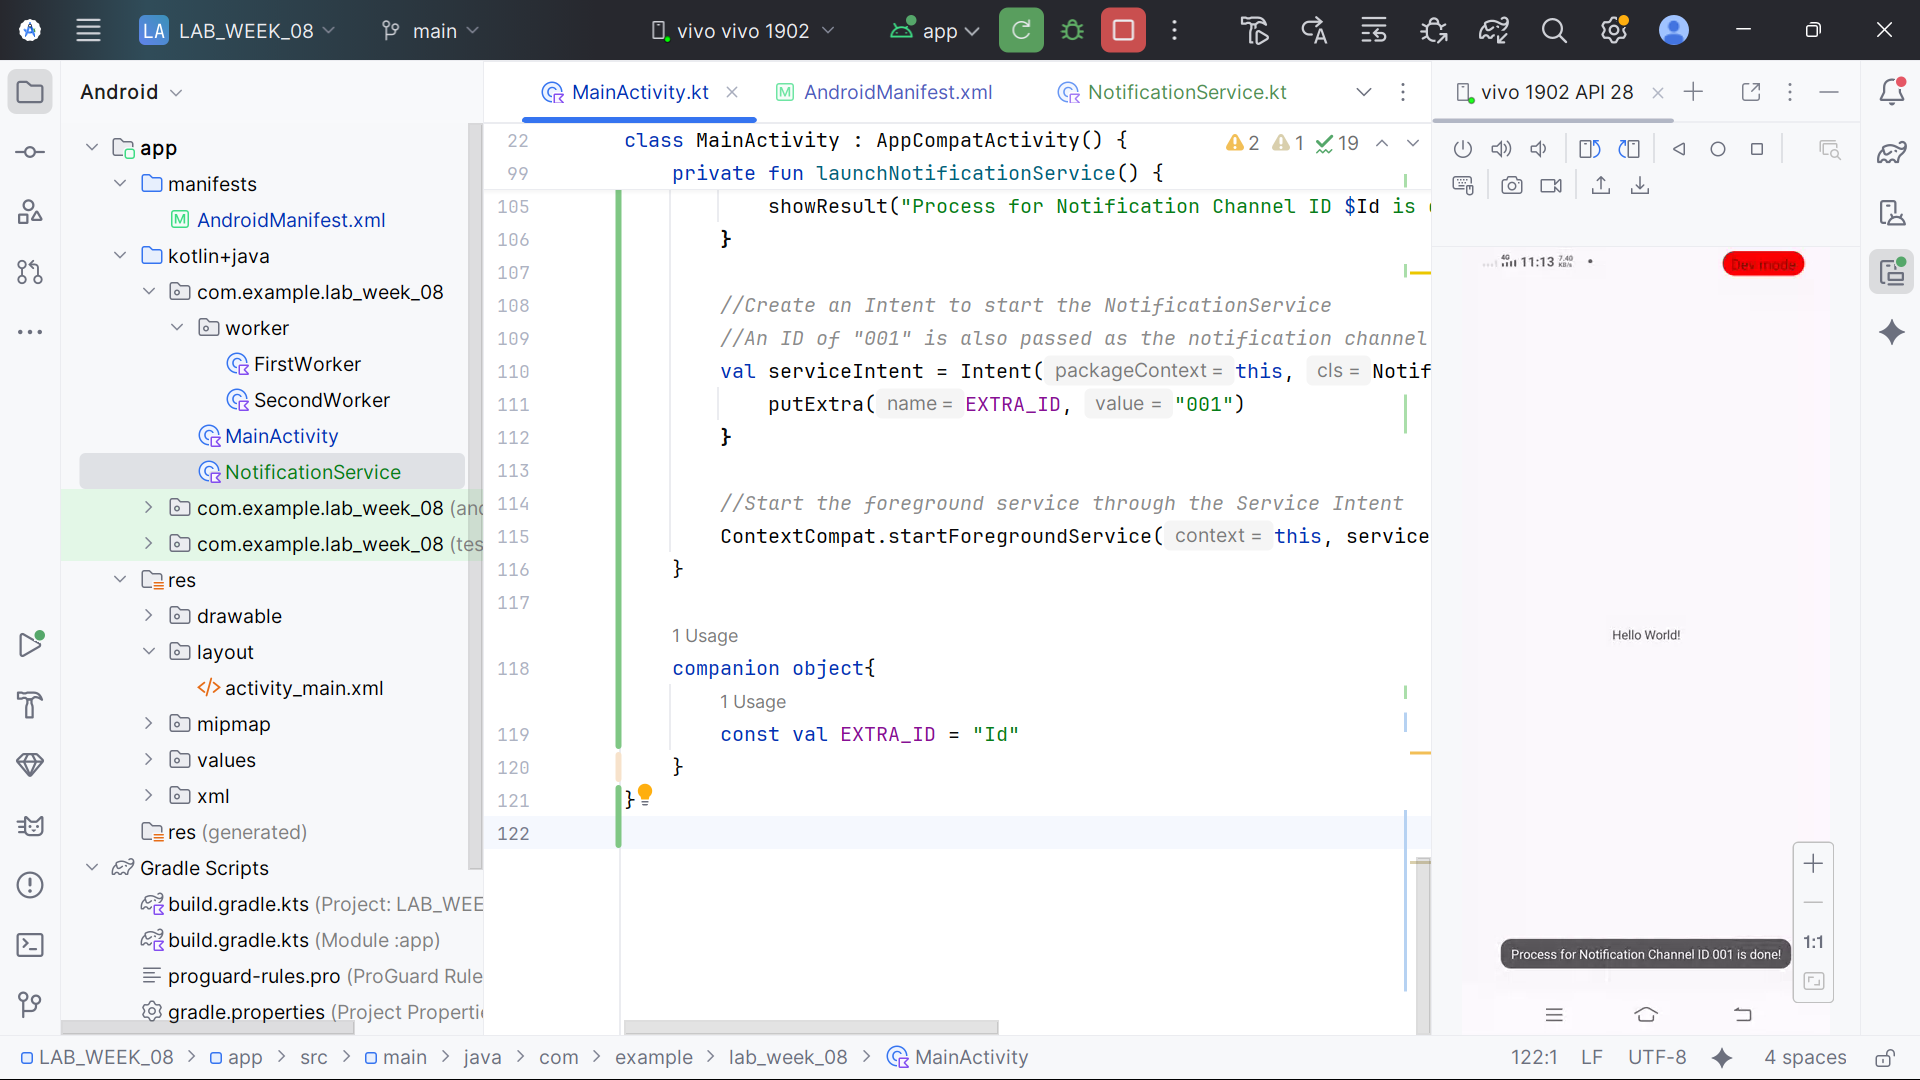 LA LAB_WEEK_08 main vivo vivo 1902 app
Android
MainActivity.kt AndroidManifest.xml NotificationService.kt
vivo 1902 API 28
app
manifests
AndroidManifest.xml
kotlin+java
com.example.lab_week_08
worker
FirstWorker
SecondWorker
MainActivity
NotificationService
com.example.lab_week_08 (and
com.example.lab_week_08 (tes
res
drawable
layout
activity_main.xml
mipmap
values
xml
res (generated)
Gradle Scripts
build.gradle.kts (Project: LAB_WEE
build.gradle.kts (Module :app)
proguard-rules.pro (ProGuard Rule
gradle.properties (Project Properti
22 class MainActivity : AppCompatActivity() {
2 1 19
99 private fun launchNotificationService() {
105 showResult("Process for Notification Channel ID $Id is
106 }
107
108 //Create an Intent to start the NotificationService
109 //An ID of "001" is also passed as the notification channel
110 val serviceIntent = Intent( packageContext = this, cls = Notif
111 putExtra( name = EXTRA_ID, value = "001")
112 }
113
114 //Start the foreground service through the Service Intent
115 ContextCompat.startForegroundService( context = this, service
116 }
117
1 Usage
118 companion object{
1 Usage
119 const val EXTRA_ID = "Id"
120 }
121 }
122
4G 11:13 7.40 KB/s
Dev mode
Hello World!
Process for Notification Channel ID 001 is done!
1:1
LAB_WEEK_08 > app > src > main > java > com > example > lab_week_08 > MainActivity
122:1 LF UTF-8 4 spaces